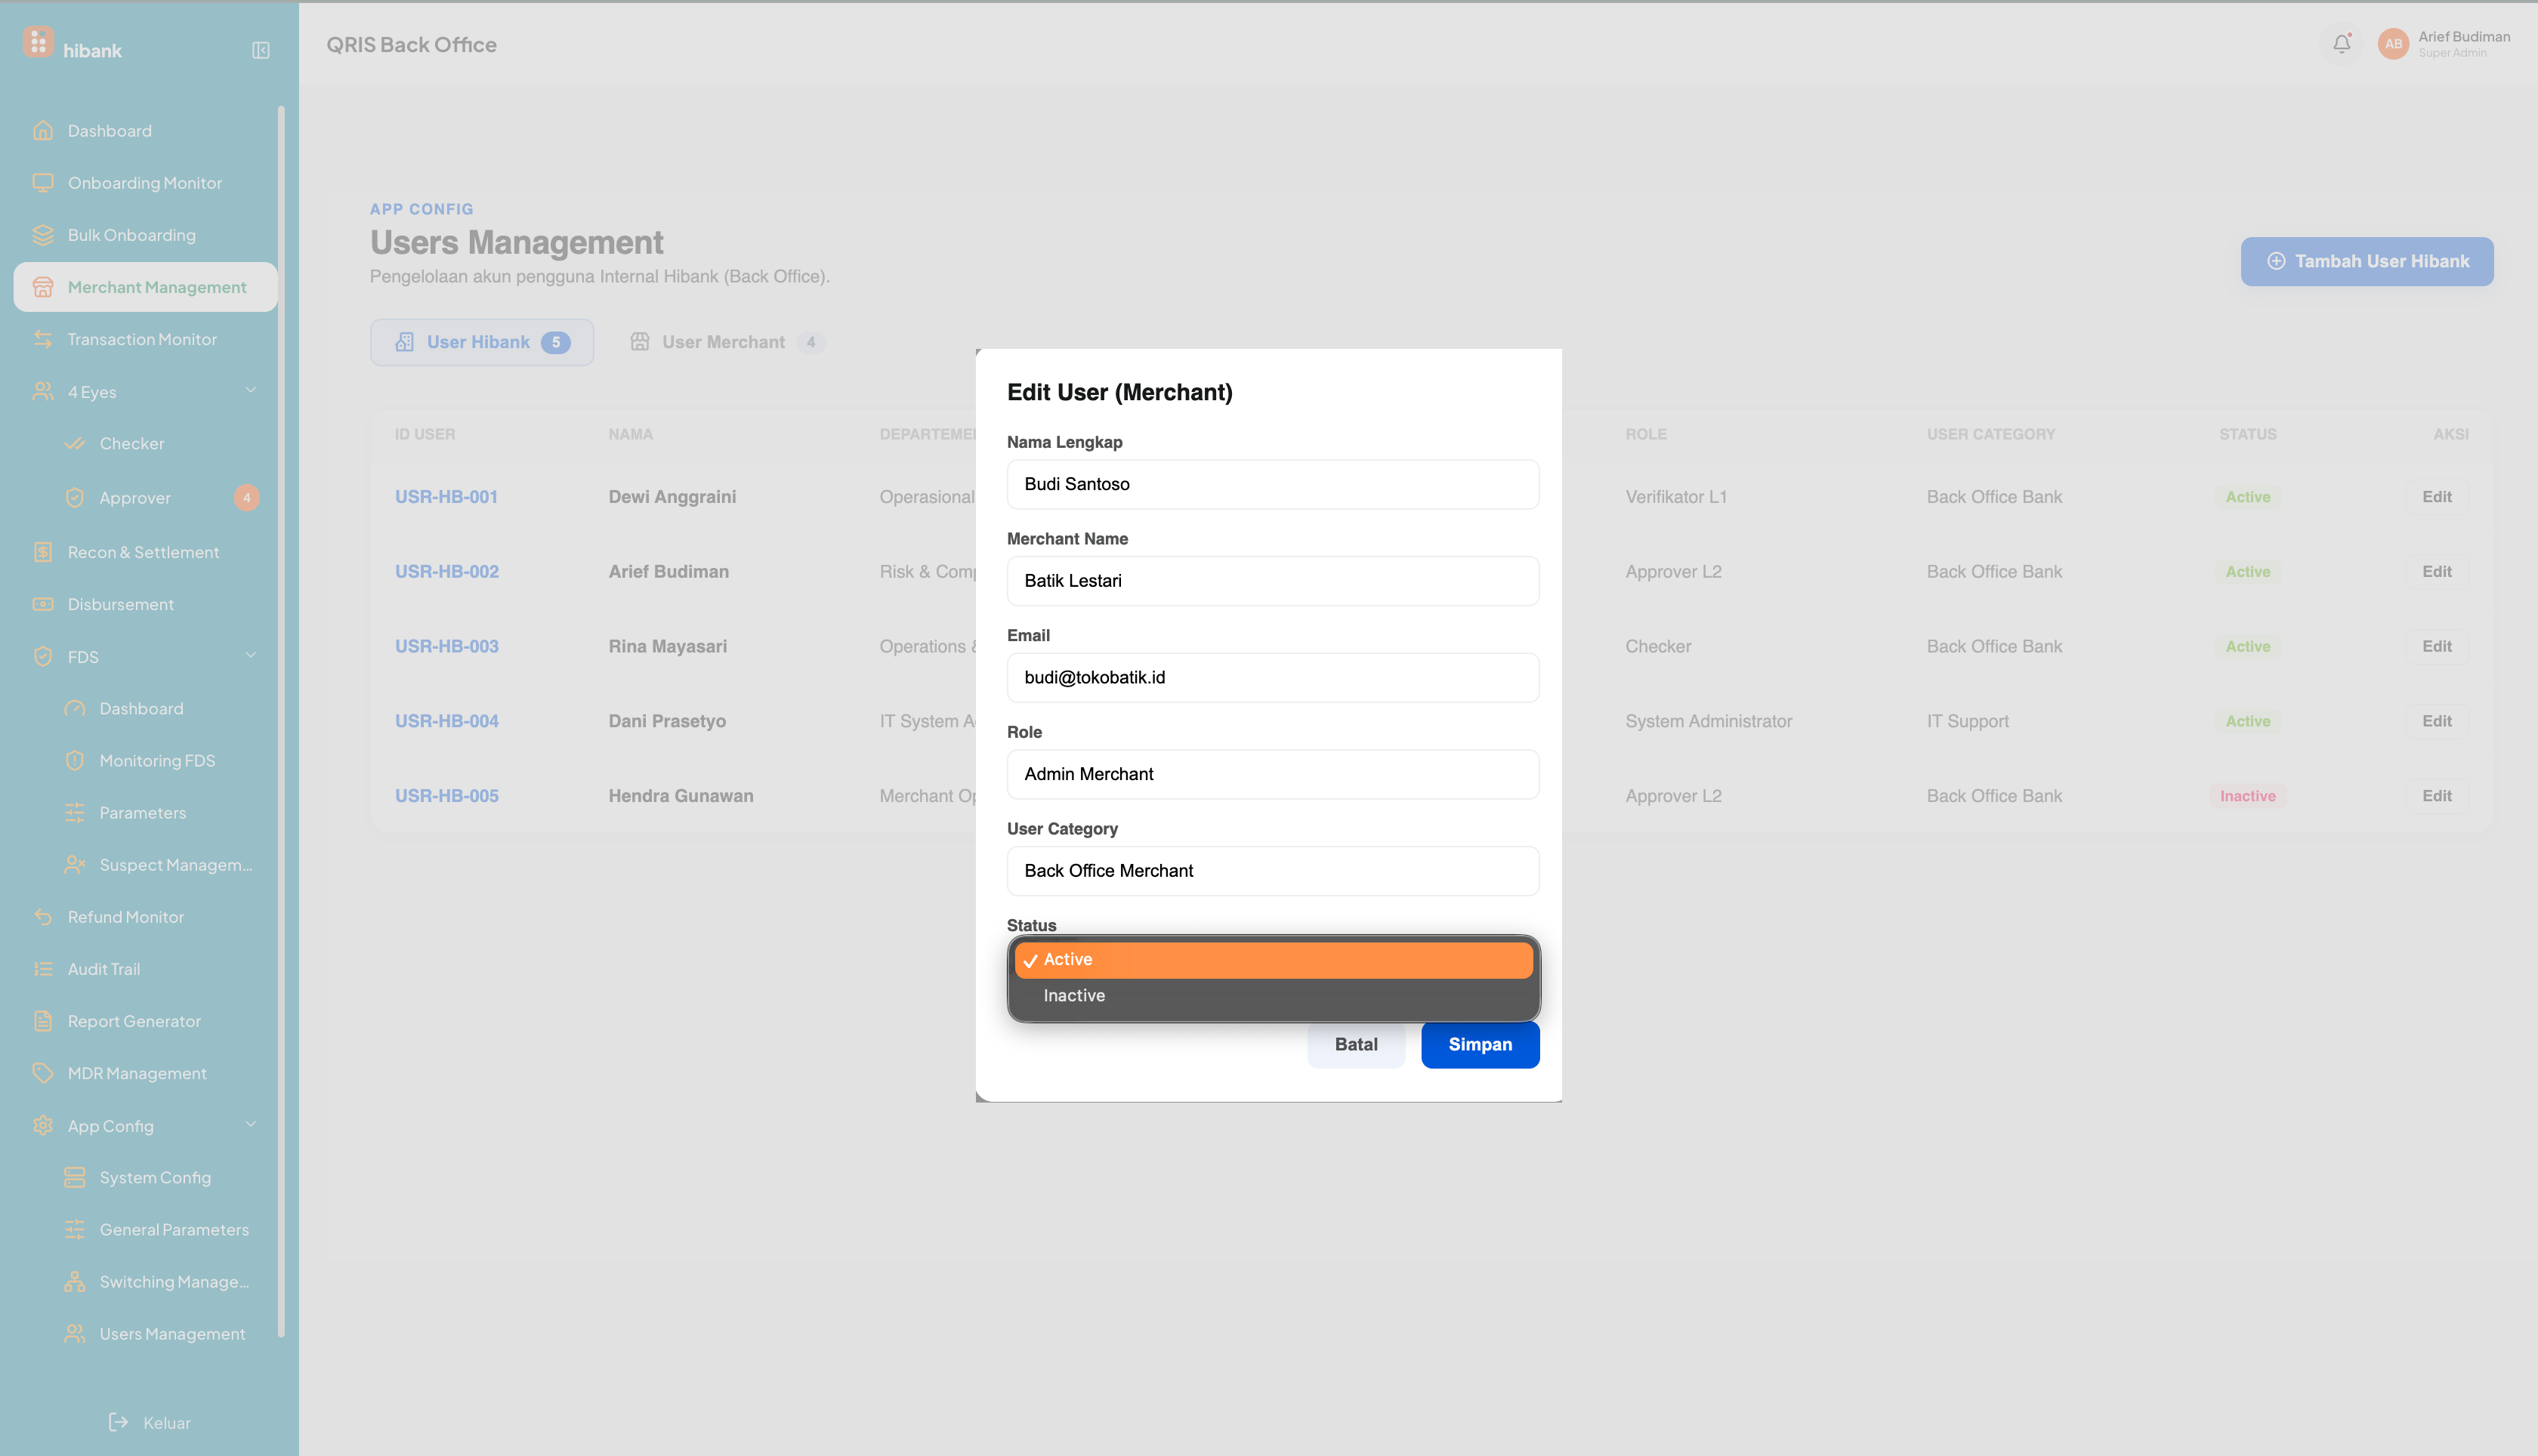 hibank
QRIS Back Office
AB
Arief Budiman
Super Admin
Dashboard
Onboarding Monitor
Bulk Onboarding
Merchant Management
Transaction Monitor
4 Eyes
Checker
Approver 4
Recon & Settlement
Disbursement
FDS
Dashboard
Monitoring FDS
Parameters
Suspect Managem...
Refund Monitor
Audit Trail
Report Generator
MDR Management
App Config
System Config
General Parameters
Switching Manage...
Users Management
Keluar
APP CONFIG
Users Management
Pengelolaan akun pengguna Internal Hibank (Back Office).
Tambah User Hibank
User Hibank 5
User Merchant 4
ID USER NAMA ROLE USER CATEGORY STATUS AKSI
USR-HB-001 Dewi Anggraini Operasional Verifikator L1 Back Office Bank Active Edit
USR-HB-002 Arief Budiman Risk & Approver L2 Back Office Bank Active Edit
USR-HB-003 Rina Mayasari Operations Checker Back Office Bank Active Edit
USR-HB-004 Dani Prasetyo IT System System Administrator IT Support Active Edit
USR-HB-005 Hendra Gunawan Merchant Approver L2 Back Office Bank Inactive Edit
Edit User (Merchant)
Nama Lengkap
Budi Santoso
Merchant Name
Batik Lestari
Email
budi@tokobatik.id
Role
Admin Merchant
User Category
Back Office Merchant
Status
✓ Active
Inactive
Batal
Simpan